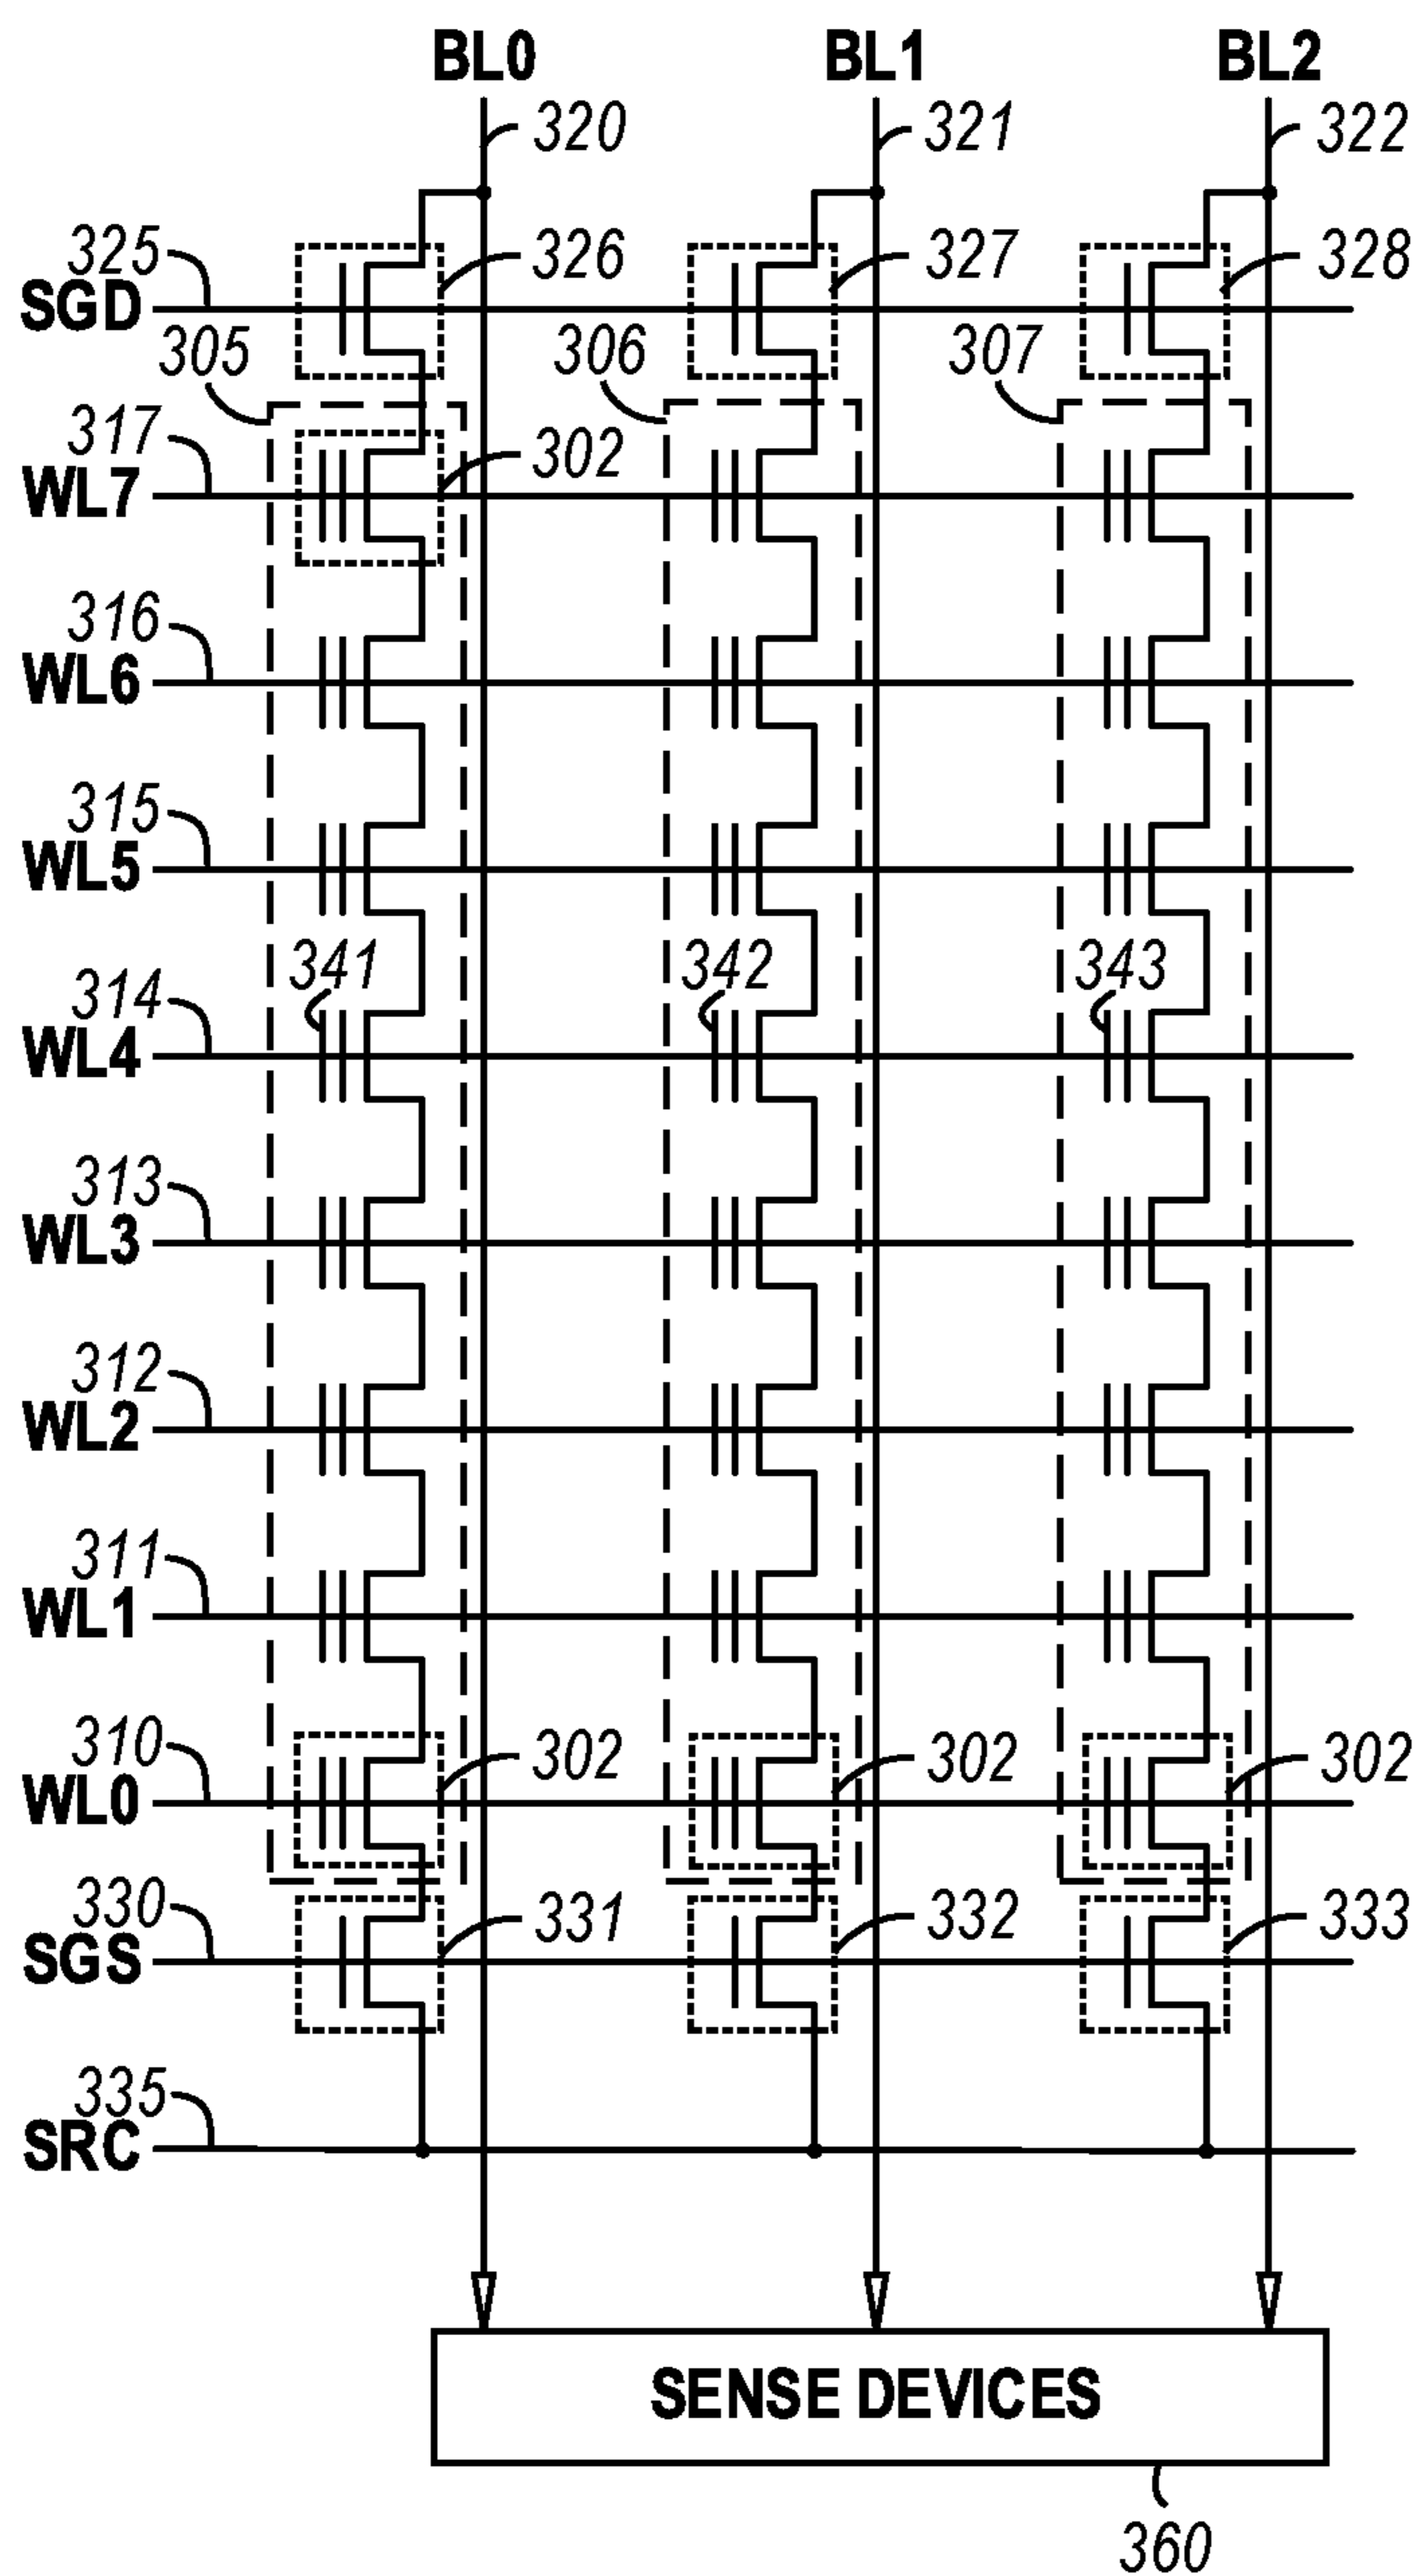 BL0 BL1 BL2
320 321 322
325 326 327 328
SGD
305 306 307
317 302
WL7
316
WL6
315
WL5
341 342 343
314
WL4
313
WL3
312
WL2
311
WL1
310 302 302 302
WL0
330 331 332 333
SGS
335
SRC
SENSE DEVICES
360